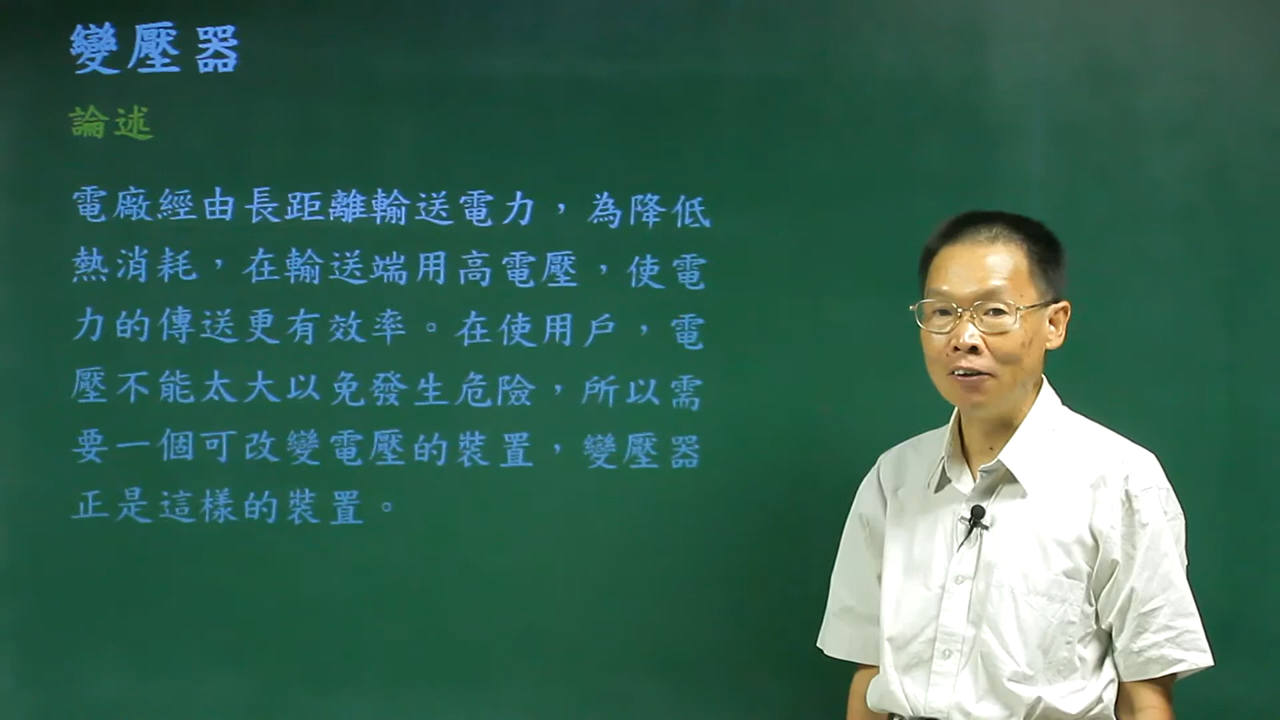 變壓器
論述
電廠經由長距離輸送電力，為降低
熱消耗，在輸送端用高電壓，使電
力的傳送更有效率。在使用戶，電
壓不能太大以免發生危險，所以需
要一個可改變電壓的裝置，變壓器
正是這樣的裝置。